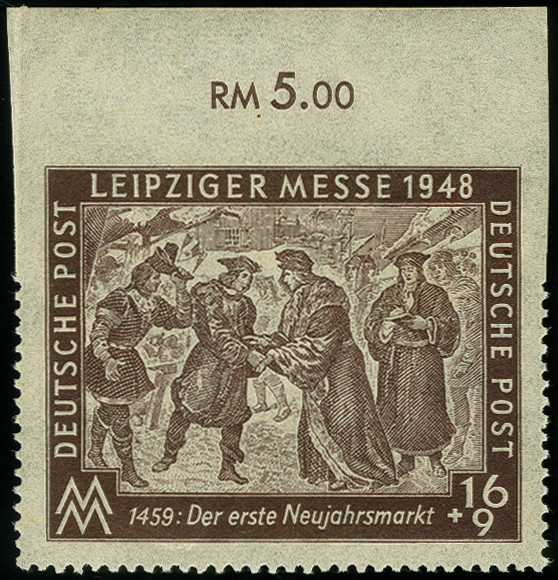 RM 5.00
LEIPZIGER MESSE 1948
DEUTSCHE POST
DEUTSCHE POST
MM
1459: Der erste Neujahrsmarkt
16
+ 9